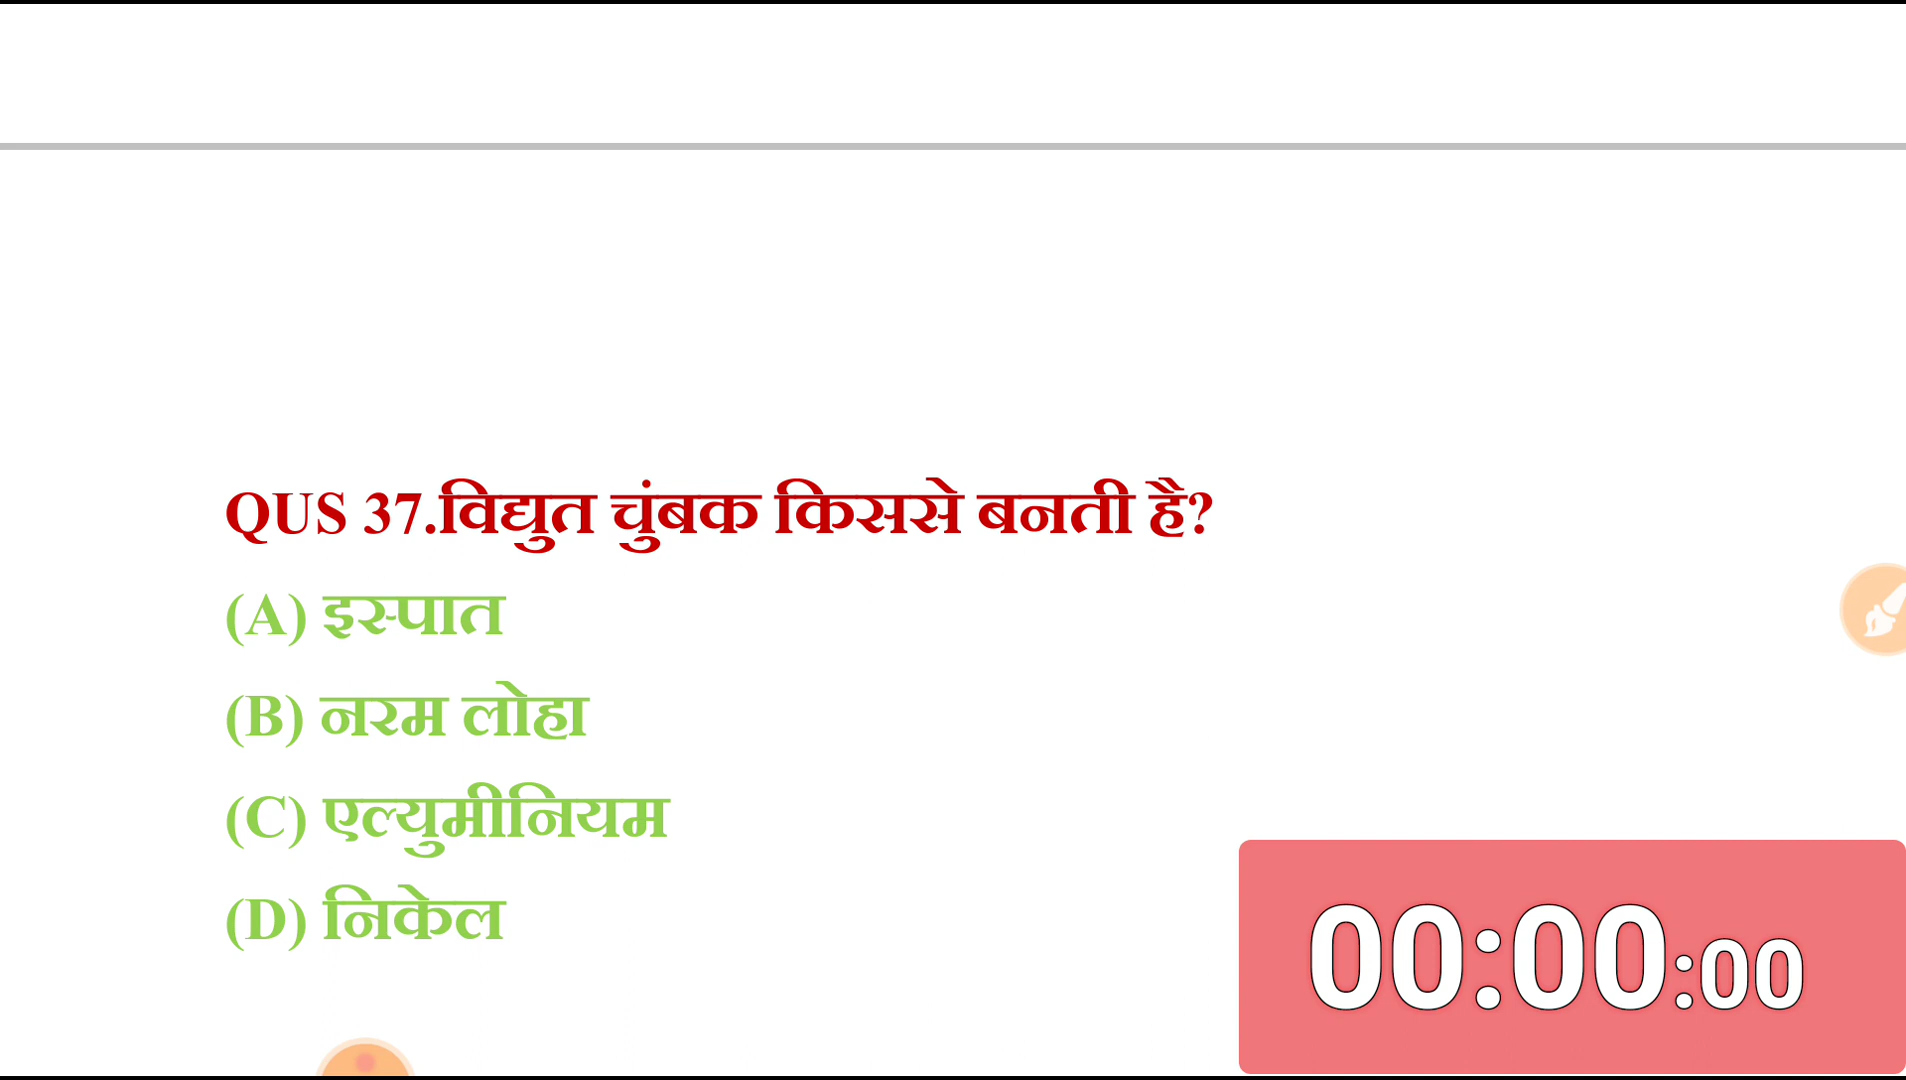 QUS 37.विद्युत चुंबक किससे बनती है?
(A) इस्पात
(B) नरम लोहा
(C) एल्युमीनियम
(D) निकेल
00:00:00